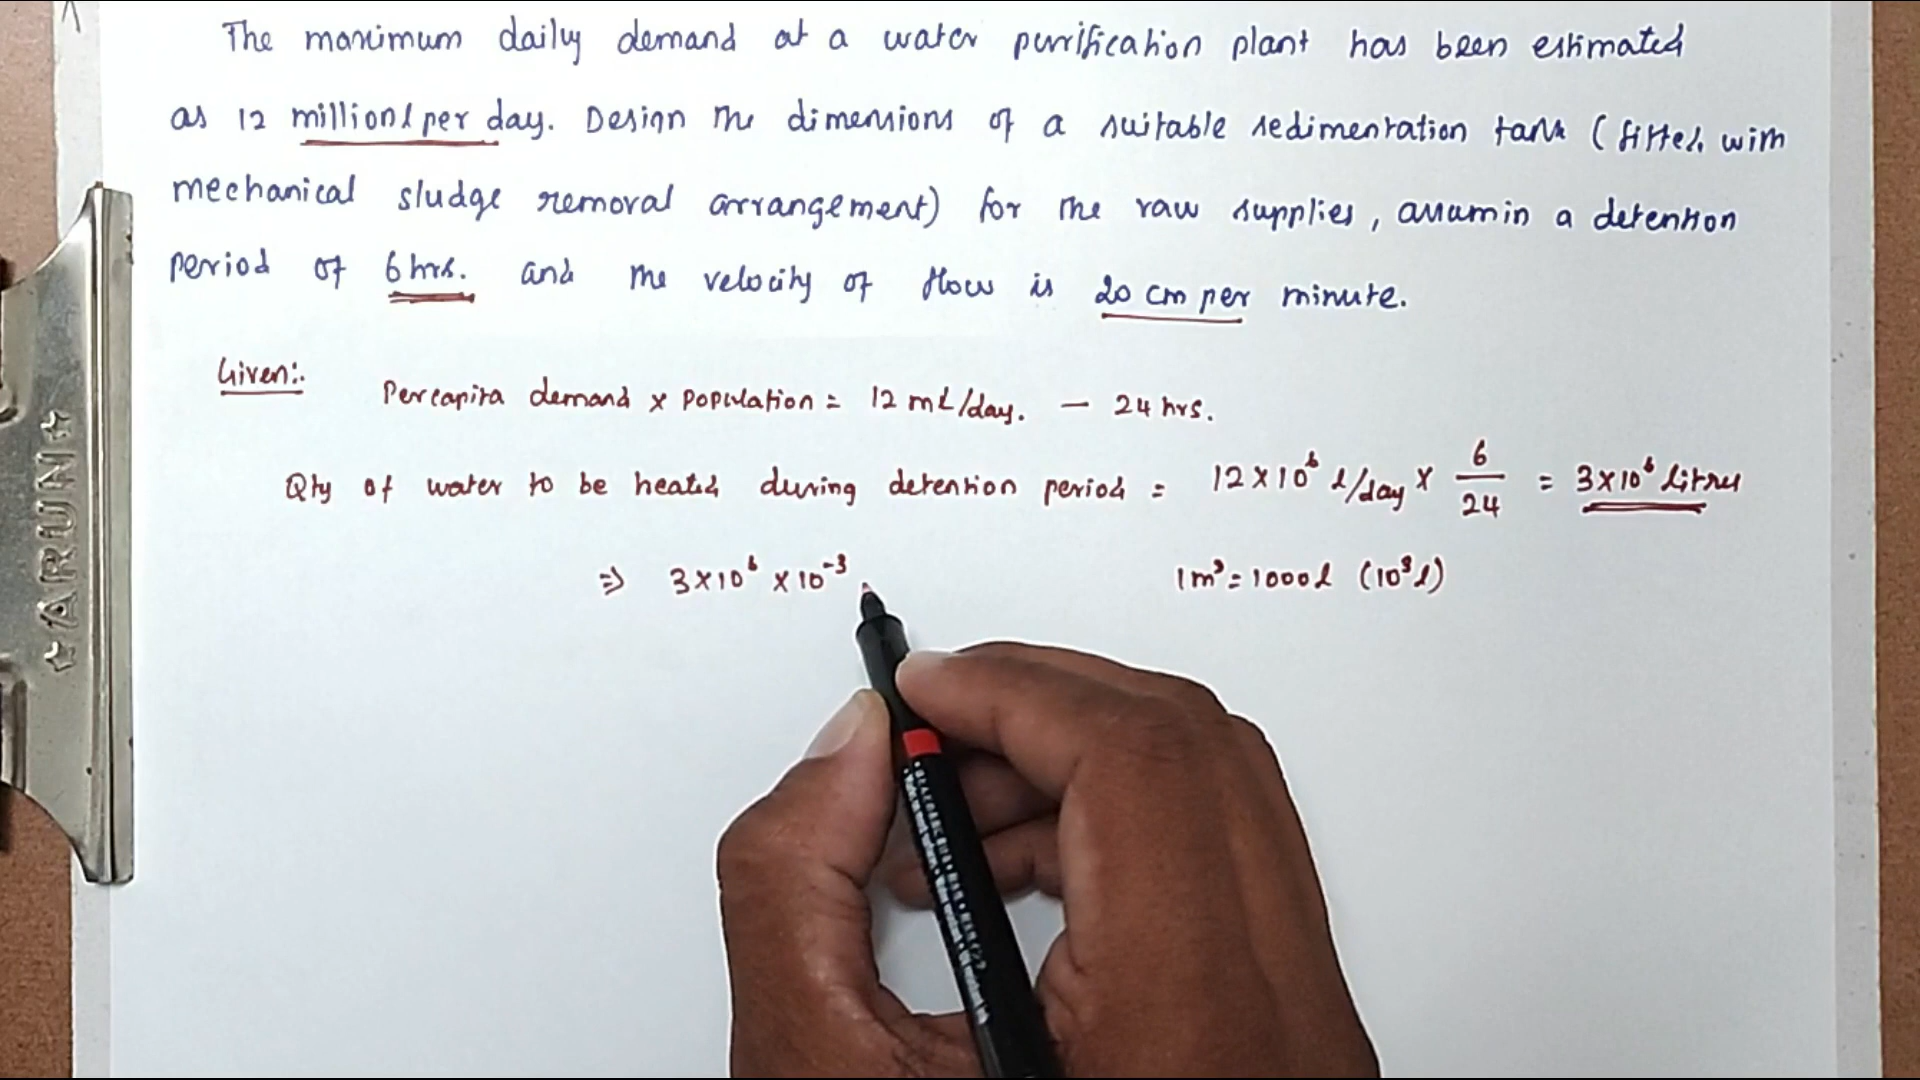 The maximum daily demand at a water purification plant has been estimated
as 12 million l per day. Design the dimensions of a suitable sedimentation tank (fitted with
mechanical sludge removal arrangement) for the raw supplies, assumin a detention
period of 6 hrs. and the velocity of flow is 20 cm per minute.
Given:.
Percapita demand × population = 12 mL/day. — 24 hrs.
Qty of water to be heated during detention period = 12 × 10⁶ l/day × 6/24 = 3×10⁶ litres
⇒ 3×10⁶ × 10⁻³
1m³ = 1000l (10³l)
ARUN